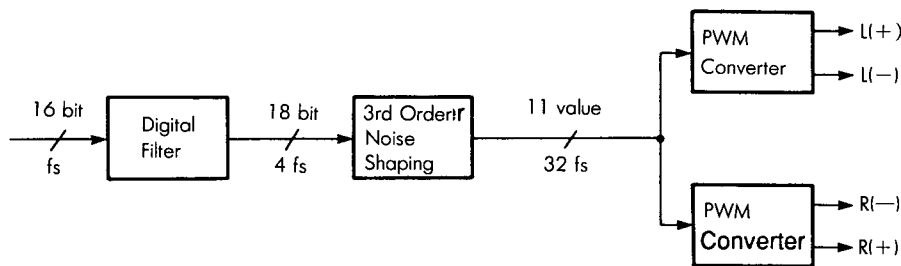 16 bit
fs
Digital
Filter
18 bit
4 fs
3rd Ordertr
Noise
Shaping
11 value
32 fs
PWM
Converter
L(+)
L(—)
PWM
Converter
R(—)
R(+)